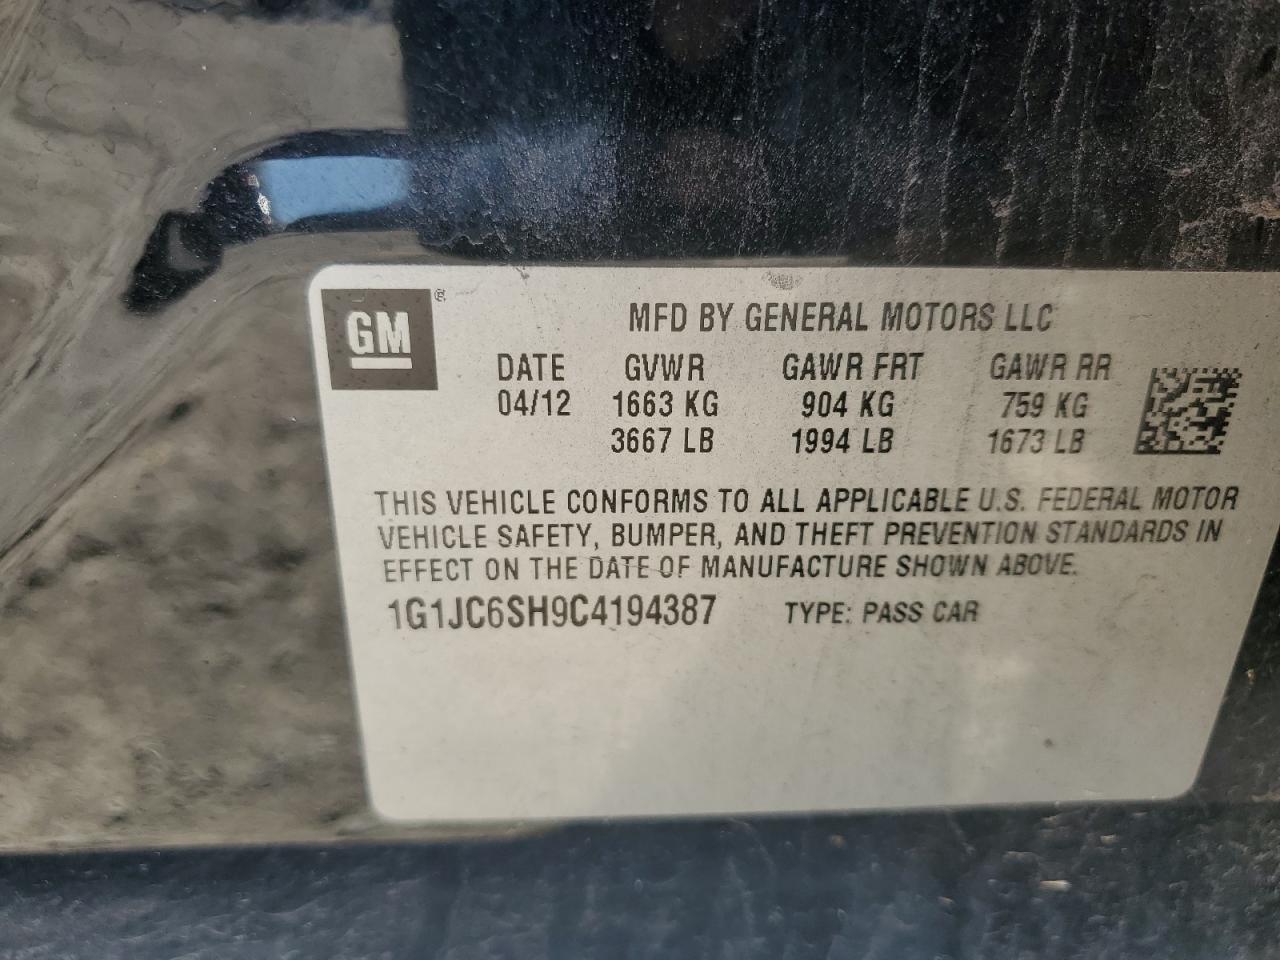 GM ®
MFD BY GENERAL MOTORS LLC
DATE GVWR GAWR FRT GAWR RR
04/12 1663 KG 904 KG 759 KG
3667 LB 1994 LB 1673 LB
THIS VEHICLE CONFORMS TO ALL APPLICABLE U.S. FEDERAL MOTOR
VEHICLE SAFETY, BUMPER, AND THEFT PREVENTION STANDARDS IN
EFFECT ON THE DATE OF MANUFACTURE SHOWN ABOVE.
1G1JC6SH9C4194387 TYPE: PASS CAR